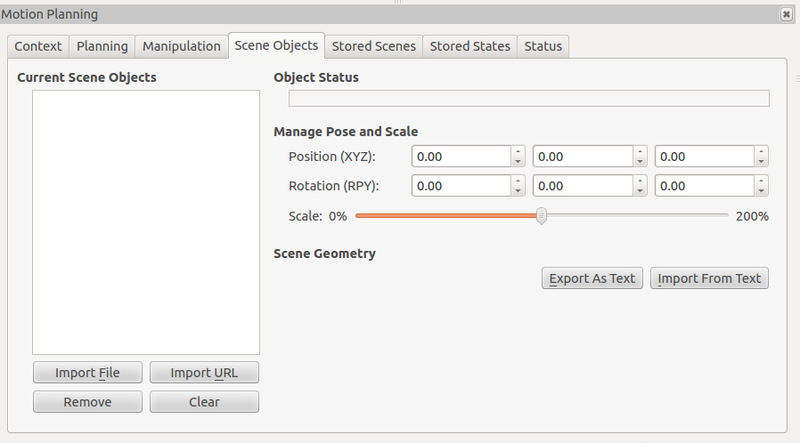 Motion Planning
Context Planning Manipulation Scene Objects Stored Scenes Stored States Status
Current Scene Objects
Import File Import URL
Remove Clear
Object Status
Manage Pose and Scale
Position (XYZ): 0.00 0.00 0.00
Rotation (RPY): 0.00 0.00 0.00
Scale: 0% 200%
Scene Geometry
Export As Text Import From Text